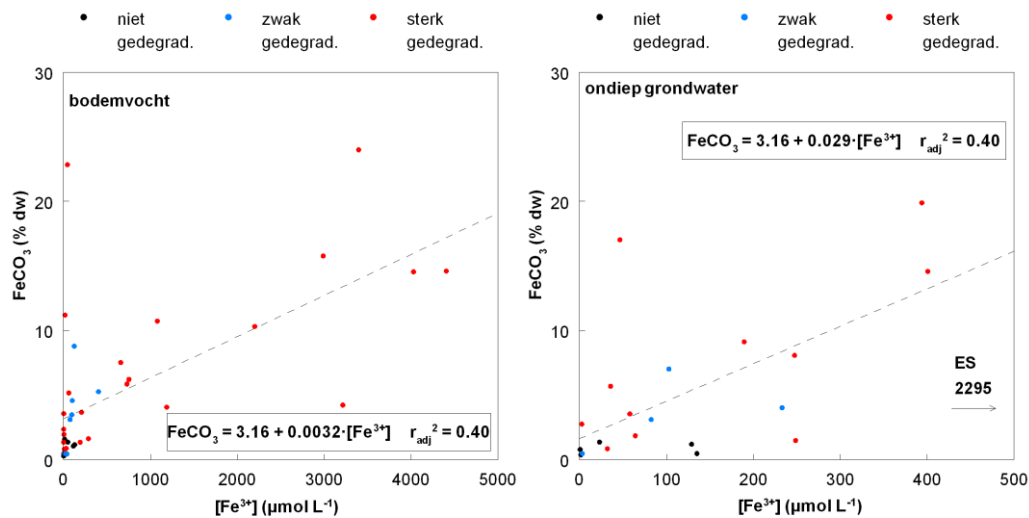 niet gedegrad.
zwak gedegrad.
sterk gedegrad.
bodemvocht
FeCO₃ (% dw)
30
20
10
0
FeCO₃ = 3.16 + 0.0032·[Fe³⁺] r_adj² = 0.40
0 1000 2000 3000 4000 5000
[Fe³⁺] (µmol L⁻¹)
niet gedegrad.
zwak gedegrad.
sterk gedegrad.
ondiep grondwater
FeCO₃ = 3.16 + 0.029·[Fe³⁺] r_adj² = 0.40
FeCO₃ (% dw)
30
20
10
0
ES
2295
0 100 200 300 400 500
[Fe³⁺] (µmol L⁻¹)